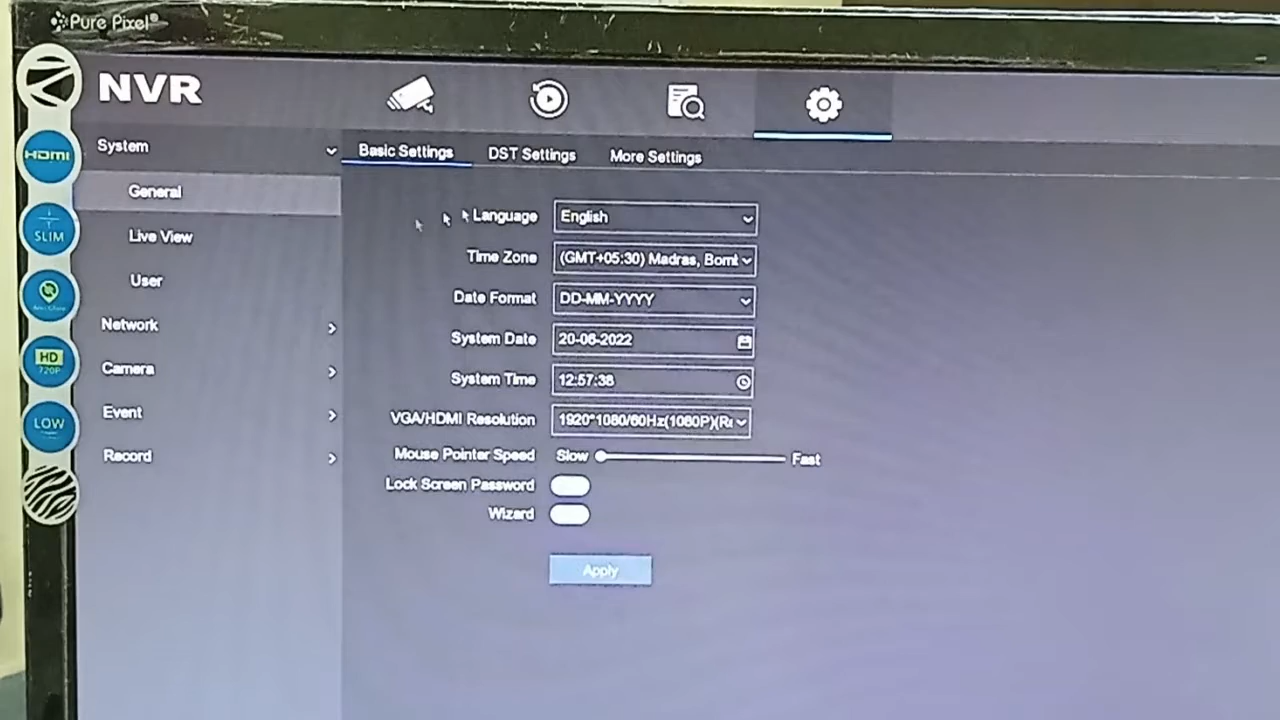 Pure Pixel®
NVR
HDMI
SLIM
HD
720P
LOW
System
General
Live View
User
Network
Camera
Event
Record
Basic Settings
DST Settings
More Settings
Language English
Time Zone (GMT+05:30) Madras, Bomb
Date Format DD-MM-YYYY
System Date 20-06-2022
System Time 12:57:38
VGA/HDMI Resolution 1920*1080/60Hz(1080P)(Re
Mouse Pointer Speed Slow Fast
Lock Screen Password
Wizard
Apply